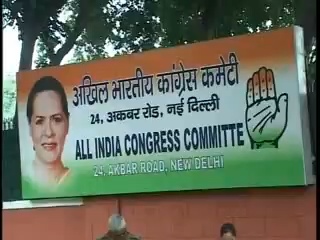 अखिल भारतीय कांग्रेस कमेटी
24, अकबर रोड, नई दिल्ली
ALL INDIA CONGRESS COMMITTEE
24, AKBAR ROAD, NEW DELHI